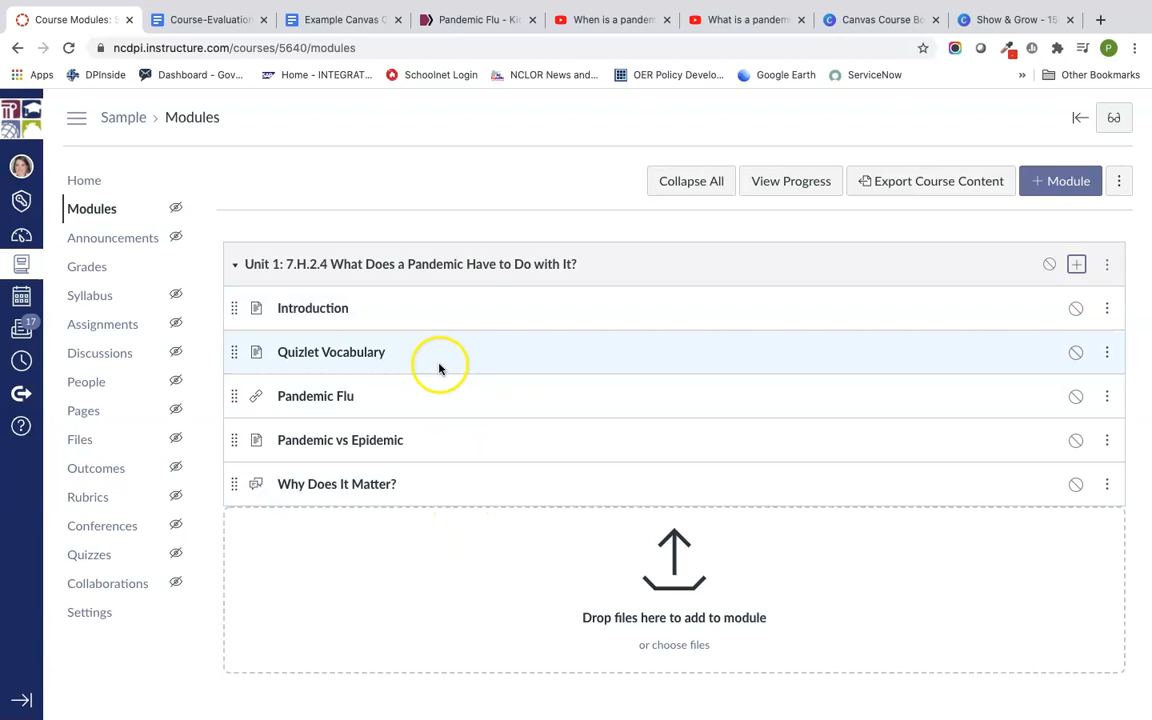 Course Modules: S
Course-Evaluation
Example Canvas C
Pandemic Flu - Kid
When is a pandem
What is a pandemi
Canvas Course Bo
Show & Grow - 15
ncdpi.instructure.com/courses/5640/modules
P
Apps
DPInside
Dashboard - Gov...
Home - INTEGRAT...
Schoolnet Login
NCLOR News and...
OER Policy Develo...
Google Earth
ServiceNow
»
Other Bookmarks
Sample › Modules
Home
Modules
Announcements
Grades
Syllabus
Assignments
Discussions
People
Pages
Files
Outcomes
Rubrics
Conferences
Quizzes
Collaborations
Settings
17
Collapse All
View Progress
Export Course Content
+ Module
Unit 1: 7.H.2.4 What Does a Pandemic Have to Do with It?
Introduction
Quizlet Vocabulary
Pandemic Flu
Pandemic vs Epidemic
Why Does It Matter?
Drop files here to add to module
or choose files